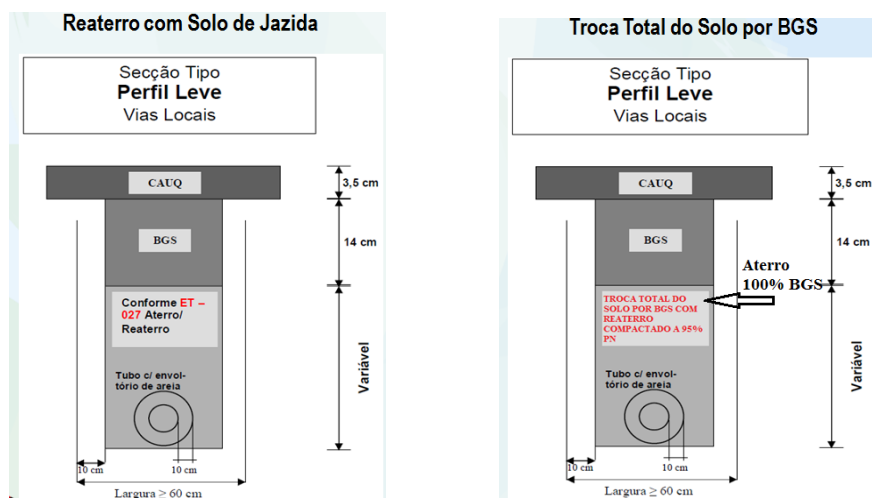 Reaterro com Solo de Jazida
Secção Tipo
Perfil Leve
Vias Locais
CAUQ
3,5 cm
BGS
14 cm
Conforme ET –
027 Aterro/
Reaterro
Variável
Tubo c/ envol-
tório de areia
10 cm
10 cm
Largura ≥ 60 cm
Troca Total do Solo por BGS
Secção Tipo
Perfil Leve
Vias Locais
CAUQ
3,5 cm
BGS
14 cm
Aterro
100% BGS
TROCA TOTAL DO
SOLO POR BGS COM
REATERRO
COMPACTADO A 95%
PN
Variável
Tubo c/ envol-
tório de areia
10 cm
10 cm
Largura ≥ 60 cm